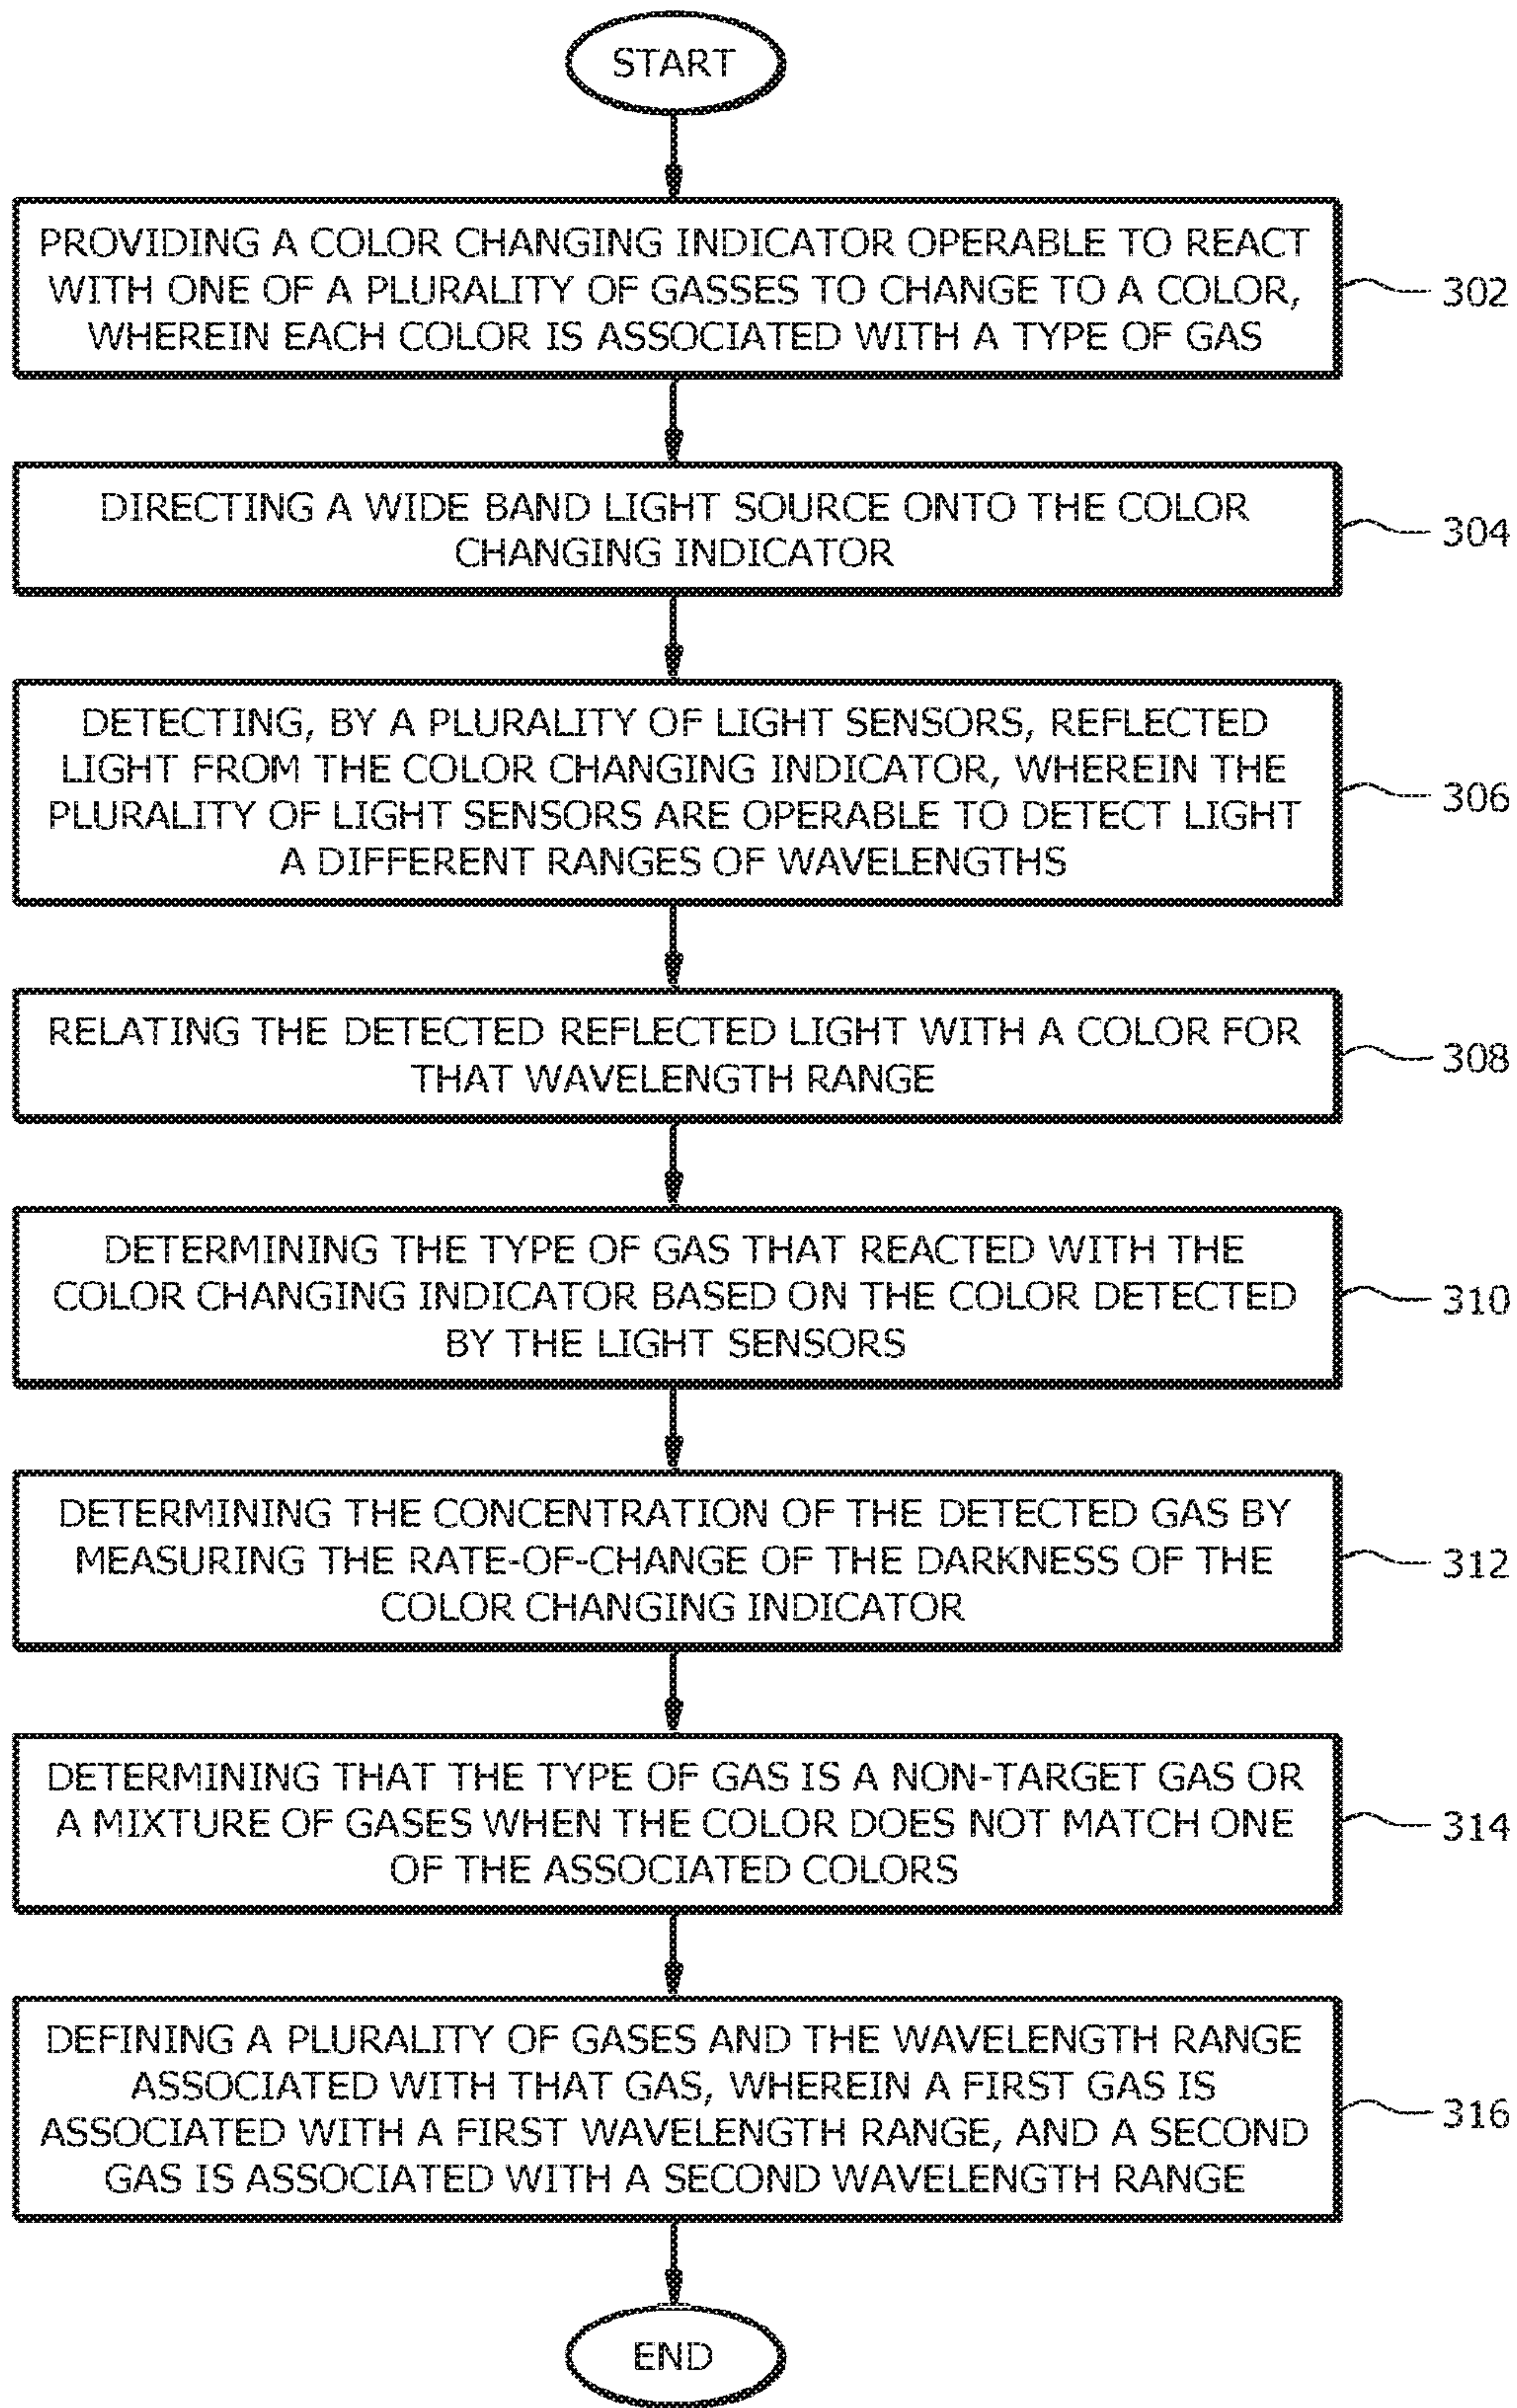 START
PROVIDING A COLOR CHANGING INDICATOR OPERABLE TO REACT
WITH ONE OF A PLURALITY OF GASSES TO CHANGE TO A COLOR,
WHEREIN EACH COLOR IS ASSOCIATED WITH A TYPE OF GAS
302
DIRECTING A WIDE BAND LIGHT SOURCE ONTO THE COLOR
CHANGING INDICATOR
304
DETECTING, BY A PLURALITY OF LIGHT SENSORS, REFLECTED
LIGHT FROM THE COLOR CHANGING INDICATOR, WHEREIN THE
PLURALITY OF LIGHT SENSORS ARE OPERABLE TO DETECT LIGHT
A DIFFERENT RANGES OF WAVELENGTHS
306
RELATING THE DETECTED REFLECTED LIGHT WITH A COLOR FOR
THAT WAVELENGTH RANGE
308
DETERMINING THE TYPE OF GAS THAT REACTED WITH THE
COLOR CHANGING INDICATOR BASED ON THE COLOR DETECTED
BY THE LIGHT SENSORS
310
DETERMINING THE CONCENTRATION OF THE DETECTED GAS BY
MEASURING THE RATE-OF-CHANGE OF THE DARKNESS OF THE
COLOR CHANGING INDICATOR
312
DETERMINING THAT THE TYPE OF GAS IS A NON-TARGET GAS OR
A MIXTURE OF GASES WHEN THE COLOR DOES NOT MATCH ONE
OF THE ASSOCIATED COLORS
314
DEFINING A PLURALITY OF GASES AND THE WAVELENGTH RANGE
ASSOCIATED WITH THAT GAS, WHEREIN A FIRST GAS IS
ASSOCIATED WITH A FIRST WAVELENGTH RANGE, AND A SECOND
GAS IS ASSOCIATED WITH A SECOND WAVELENGTH RANGE
316
END